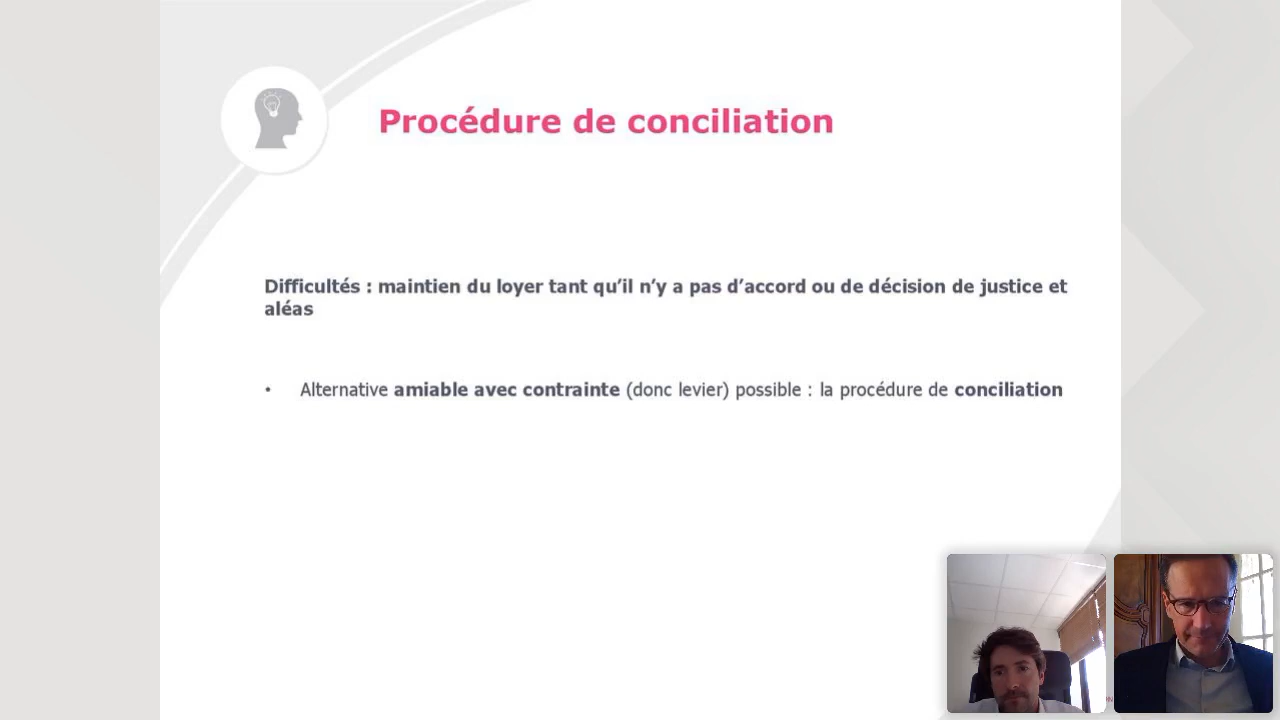 Procédure de conciliation
Difficultés : maintien du loyer tant qu’il n’y a pas d’accord ou de décision de justice et
aléas
• Alternative amiable avec contrainte (donc levier) possible : la procédure de conciliation